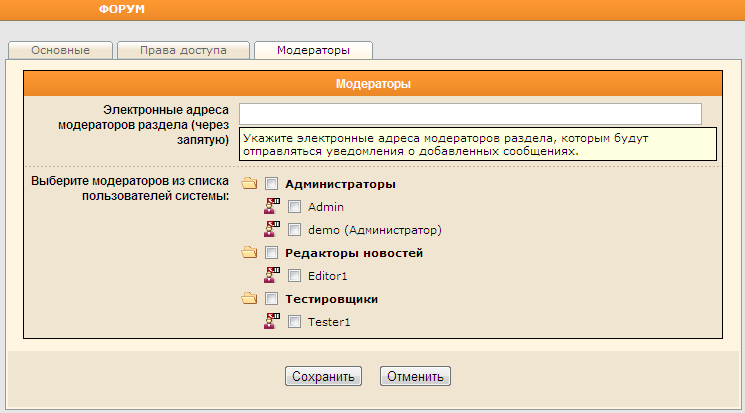 ФОРУМ
Основные
Права доступа
Модераторы
Модераторы
Электронные адреса
модераторов раздела (через
запятую)
Укажите электронные адреса модераторов раздела, которым будут
отправляться уведомления о добавленных сообщениях.
Выберите модераторов из списка
пользователей системы:
Администраторы
Admin
demo (Администратор)
Редакторы новостей
Editor1
Тестировщики
Tester1
Сохранить
Отменить